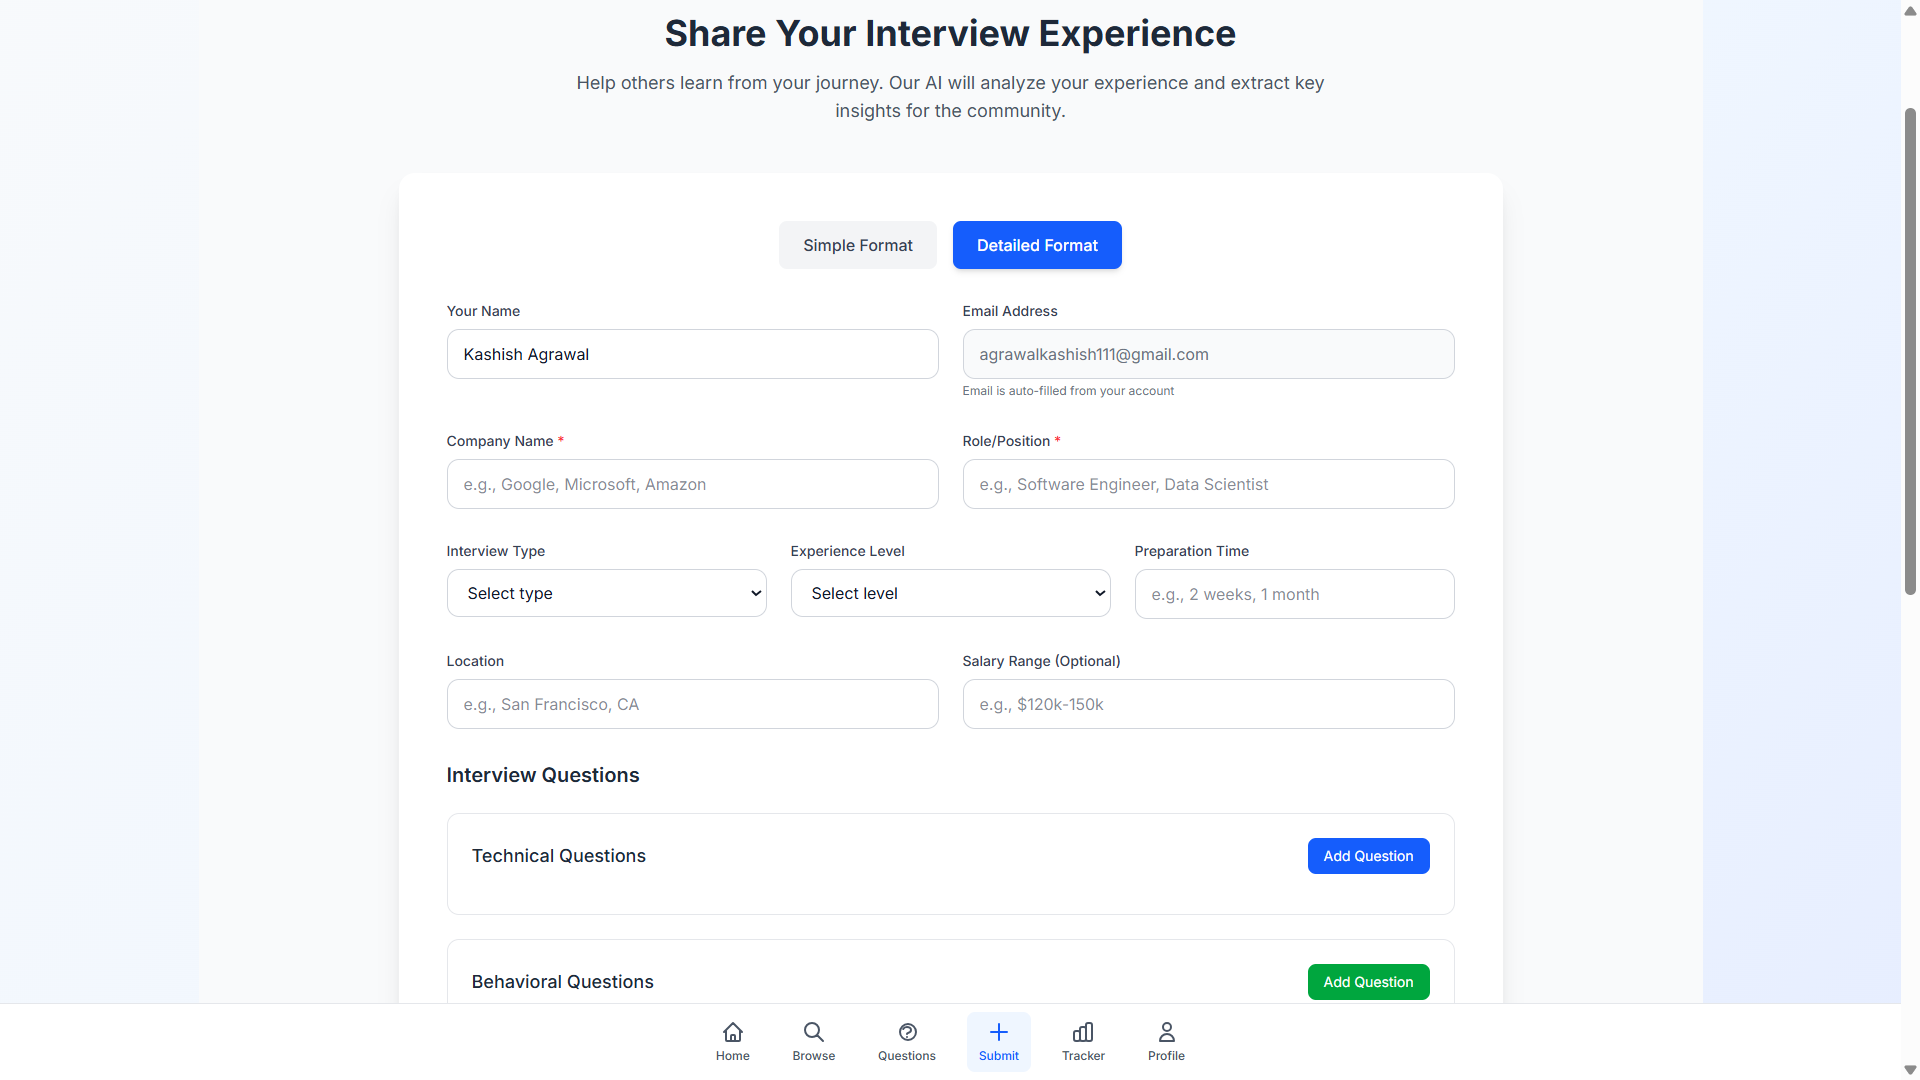 Share Your Interview Experience
Help others learn from your journey. Our AI will analyze your experience and extract key
insights for the community.
Simple Format
Detailed Format
Your Name
Email Address
Kashish Agrawal
agrawalkashish111@gmail.com
Email is auto-filled from your account
Company Name *
Role/Position *
e.g., Google, Microsoft, Amazon
e.g., Software Engineer, Data Scientist
Interview Type
Experience Level
Preparation Time
Select type
Select level
e.g., 2 weeks, 1 month
Location
Salary Range (Optional)
e.g., San Francisco, CA
e.g., $120k-150k
Interview Questions
Technical Questions
Add Question
Behavioral Questions
Add Question
Home
Browse
Questions
Submit
Tracker
Profile